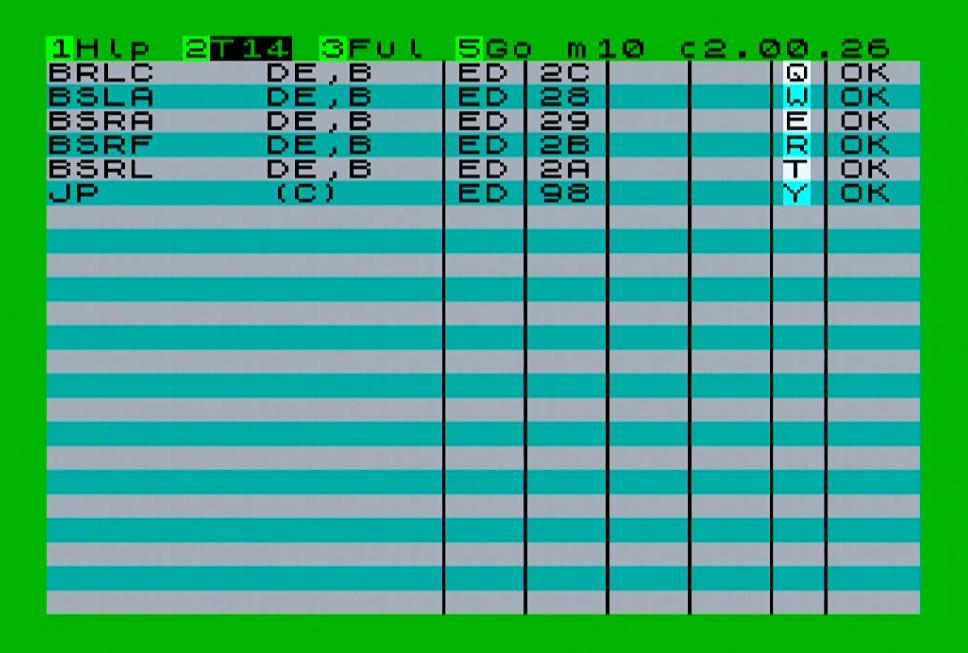 1Hlp 2T14 3Ful 5Go m10 c2.00.26
BRLC DE,B ED 2C Q OK
BSLA DE,B ED 28 W OK
BSRA DE,B ED 29 E OK
BSRF DE,B ED 2B R OK
BSRL DE,B ED 2A T OK
JP (C) ED 98 Y OK